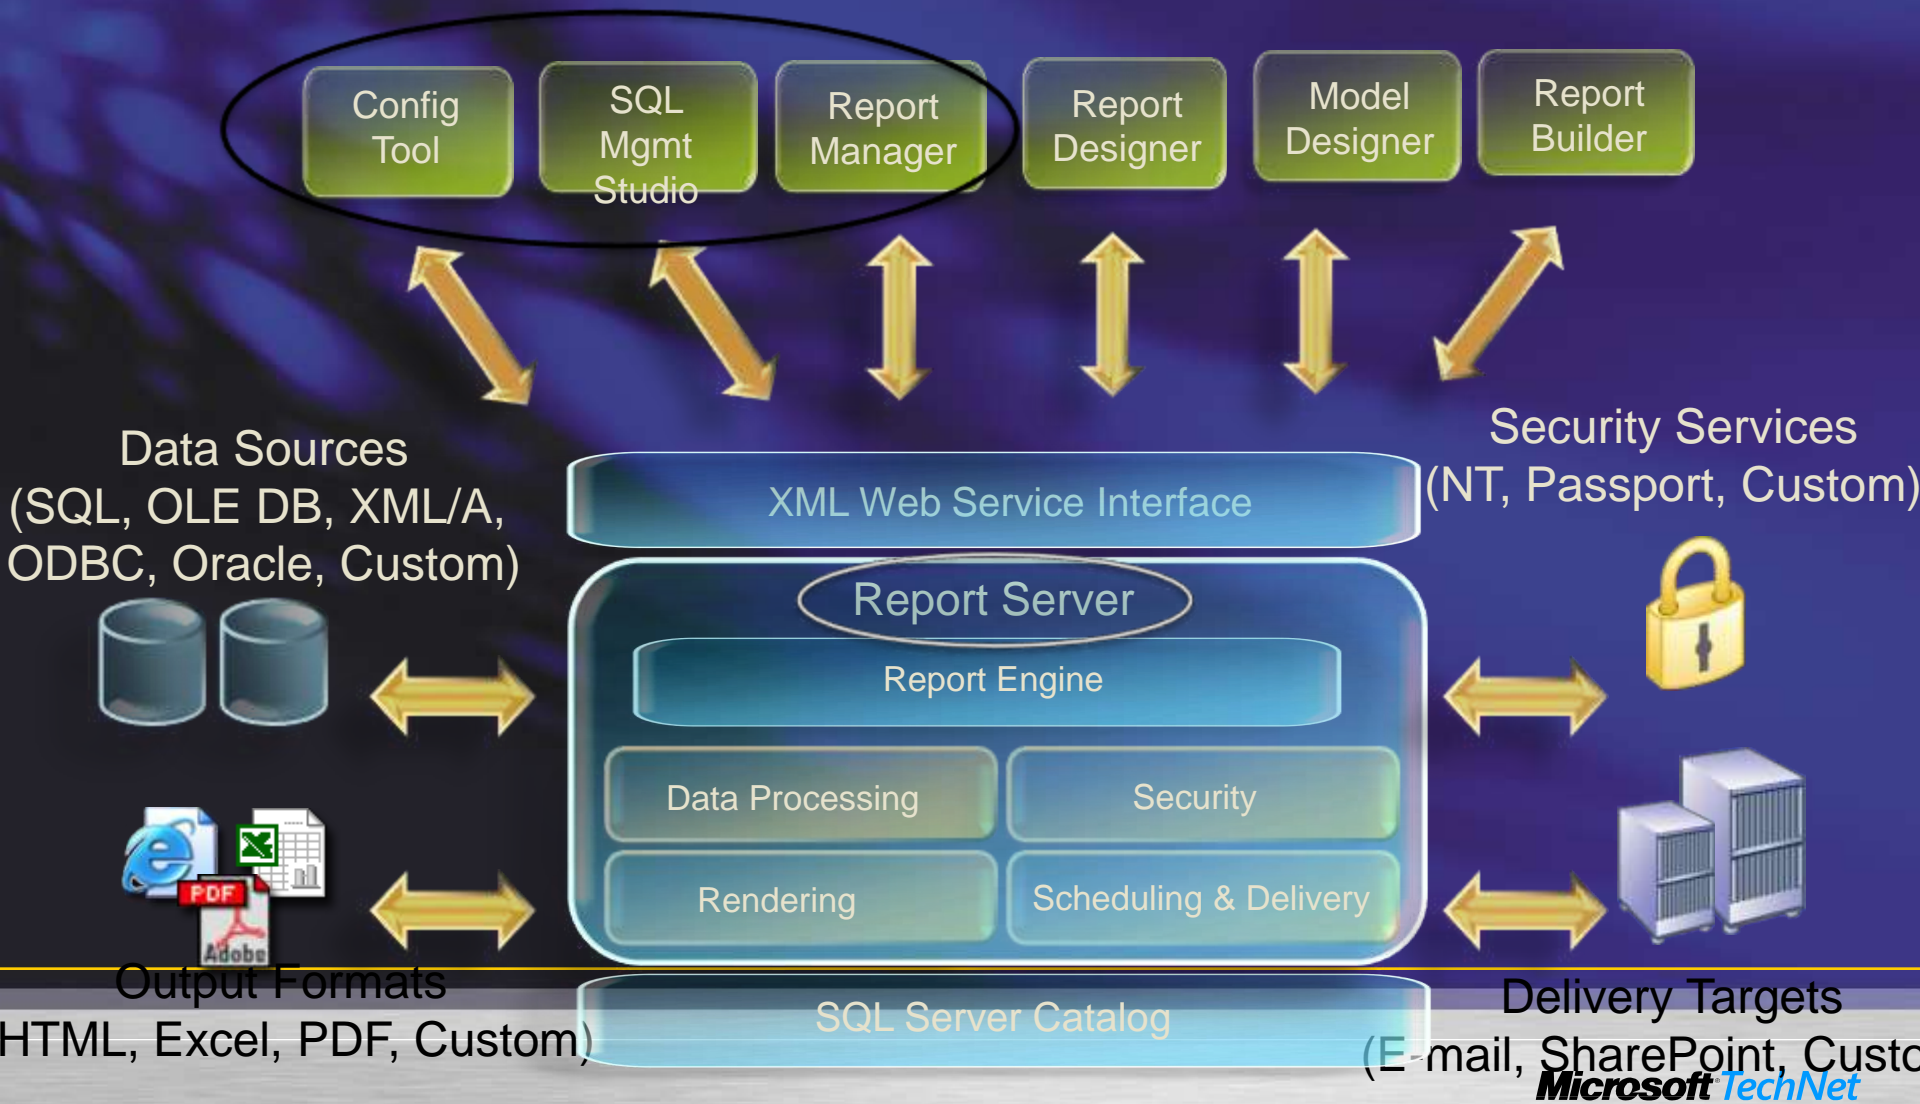 Config
Tool
SQL
Mgmt
Studio
Report
Manager
Report
Designer
Model
Designer
Report
Builder
Data Sources
(SQL, OLE DB, XML/A,
ODBC, Oracle, Custom)
Security Services
(NT, Passport, Custom)
XML Web Service Interface
Report Server
Report Engine
Data Processing
Security
Rendering
Scheduling & Delivery
PDF
Adobe
Output Formats
HTML, Excel, PDF, Custom)
SQL Server Catalog
Delivery Targets
(E-mail, SharePoint, Custo
Microsoft TechNet